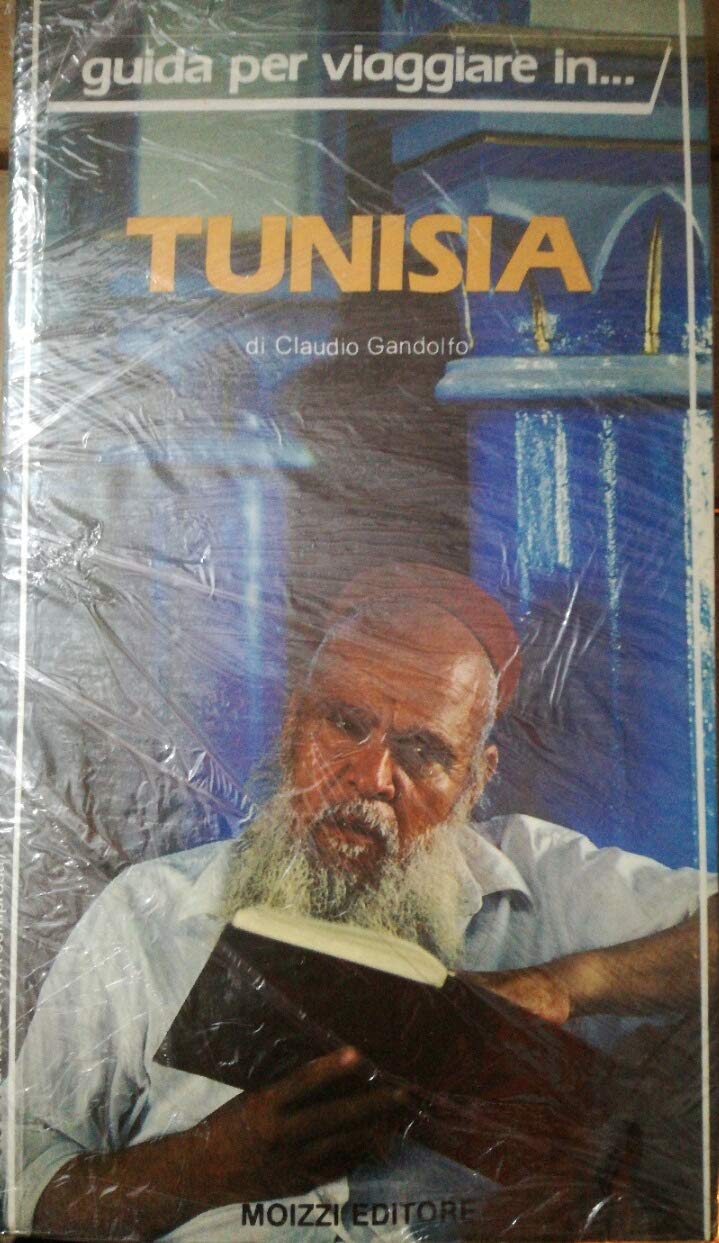 guida per viaggiare in...
TUNISIA
di Claudio Gandolfo
MOIZZI EDITORE